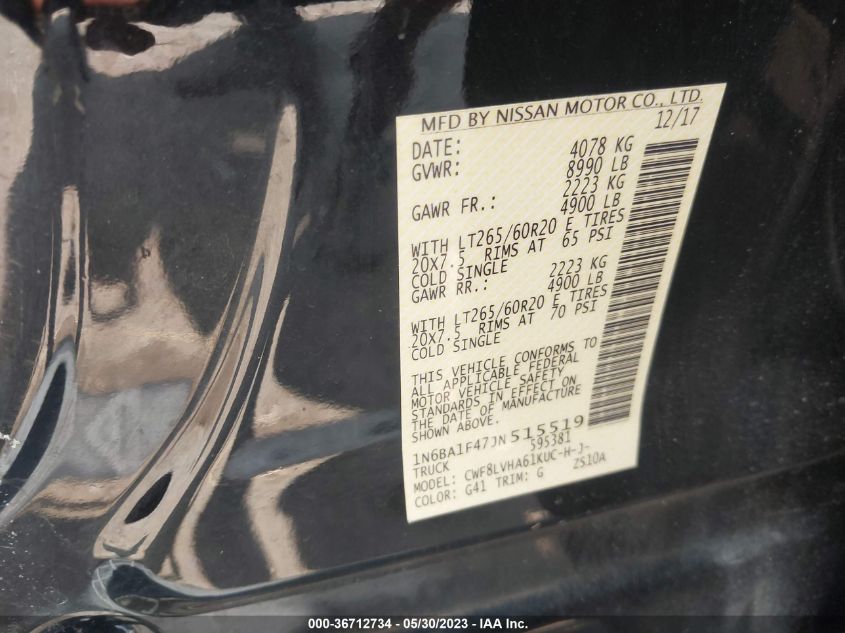 MFD BY NISSAN MOTOR CO., LTD.
DATE: 12/17
GVWR: 4078 KG
8990 LB
GAWR FR.: 2223 KG
4900 LB
WITH LT265/60R20 E TIRES
20X7.5 RIMS AT 65 PSI
COLD SINGLE
GAWR RR.: 2223 KG
4900 LB
WITH LT265/60R20 E TIRES
20X7.5 RIMS AT 70 PSI
COLD SINGLE
THIS VEHICLE CONFORMS TO
ALL APPLICABLE FEDERAL
MOTOR VEHICLE SAFETY
STANDARDS IN EFFECT ON
THE DATE OF MANUFACTURE
SHOWN ABOVE.
1N6BA1F47JN515519
TRUCK 595381
MODEL: CWF8LVHA61KUC-H-J-
COLOR: G41 TRIM: G ZS10A
000-36712734 - 05/30/2023 - IAA Inc.